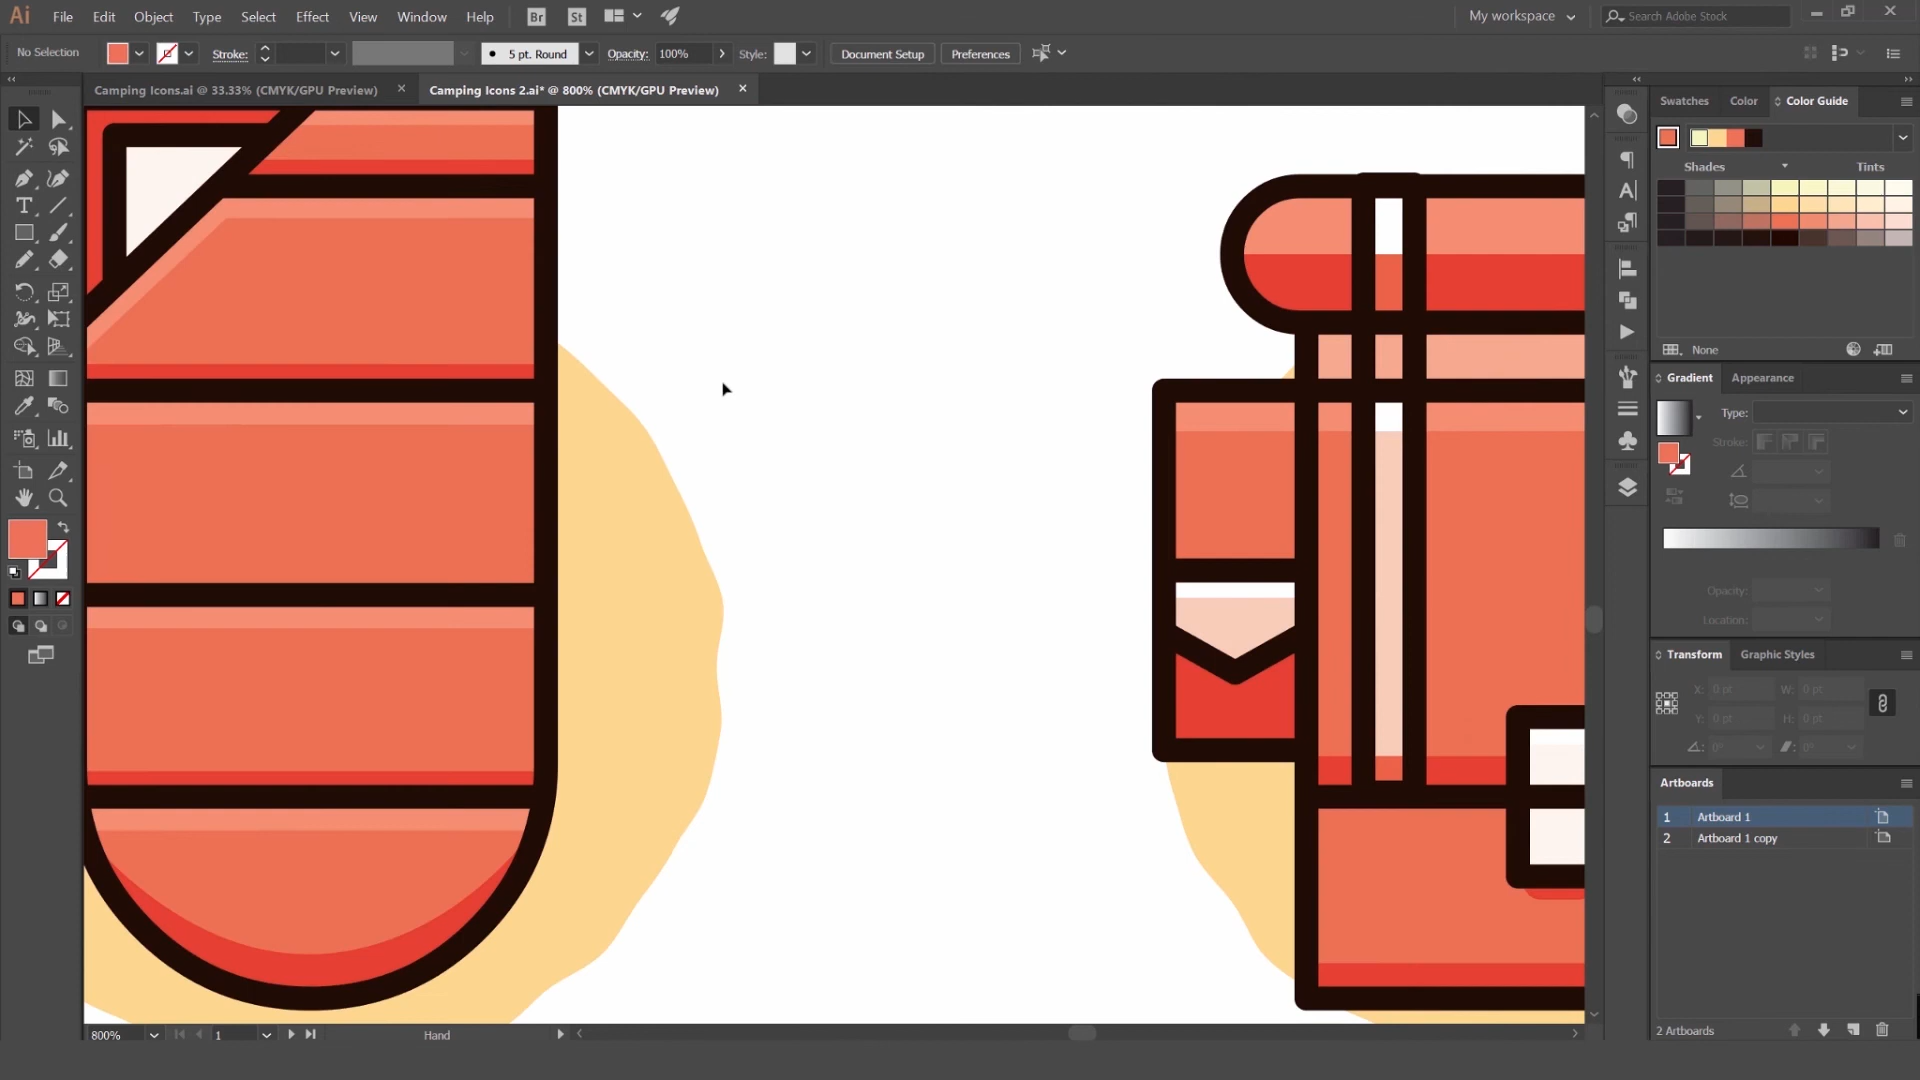 Ai File Edit Object Type Select Effect View Window Help Br St My workspace Search Adobe Stock
No Selection Stroke: 5 pt. Round Opacity: 100% Style: Document Setup Preferences
Camping Icons.ai @ 33.33% (CMYK/GPU Preview) Camping Icons 2.ai* @ 800% (CMYK/GPU Preview)
Swatches Color Color Guide
Shades Tints
None
Gradient Appearance
Type:
Stroke:
Opacity:
Location:
Transform Graphic Styles
X: 0 pt W: 0 pt
Y: 0 pt H: 0 pt
0° 0°
Artboards
1 Artboard 1
2 Artboard 1 copy
2 Artboards
800% 1 Hand